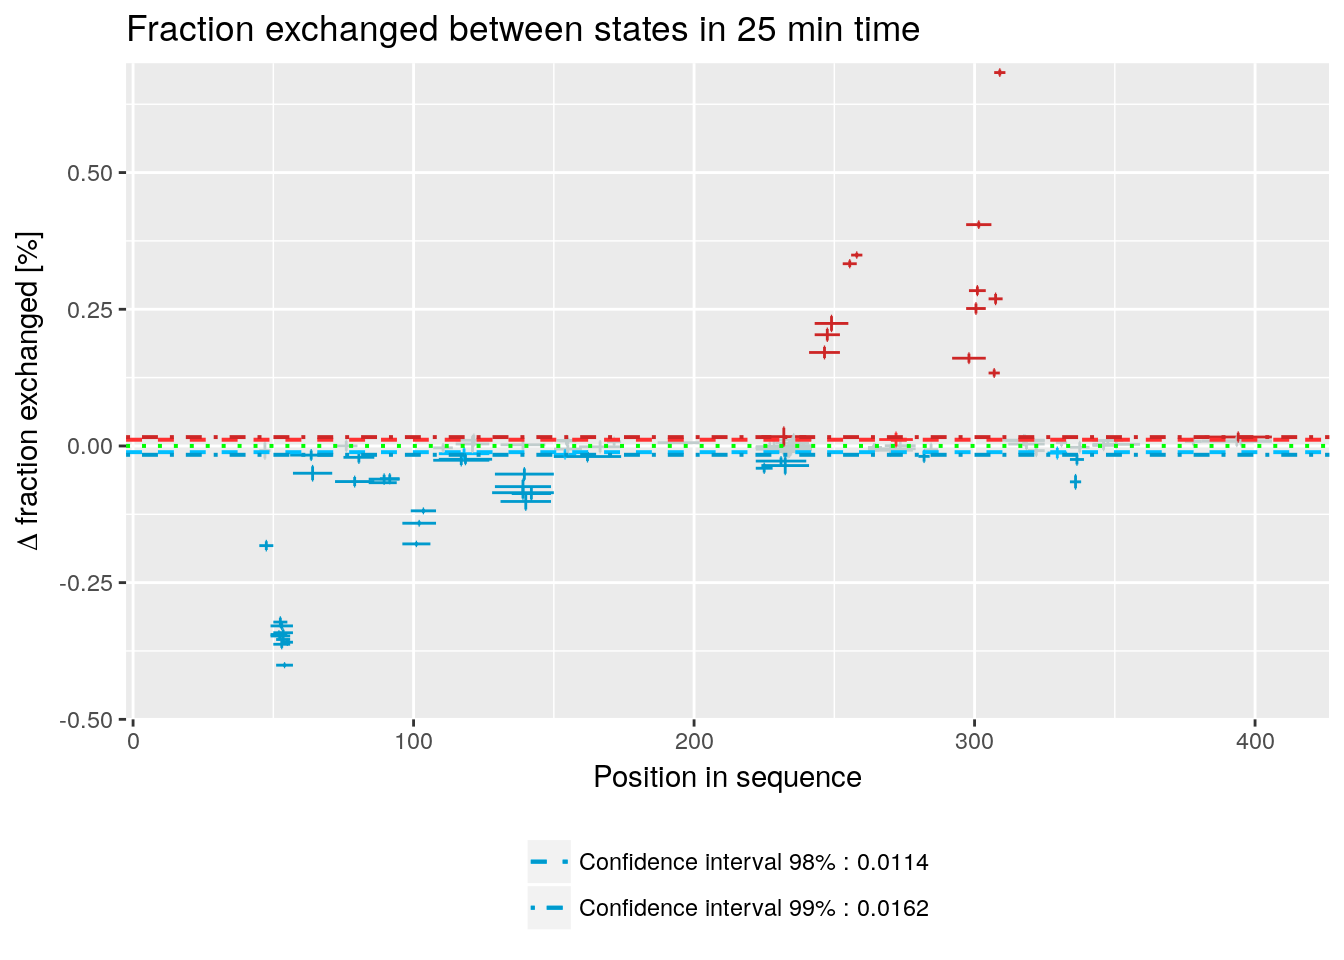 Fraction exchanged between states in 25 min time
Δ fraction exchanged [%]
0.50
0.25
0.00
-0.25
-0.50
0 100 200 300 400
Position in sequence
Confidence interval 98% : 0.0114
Confidence interval 99% : 0.0162